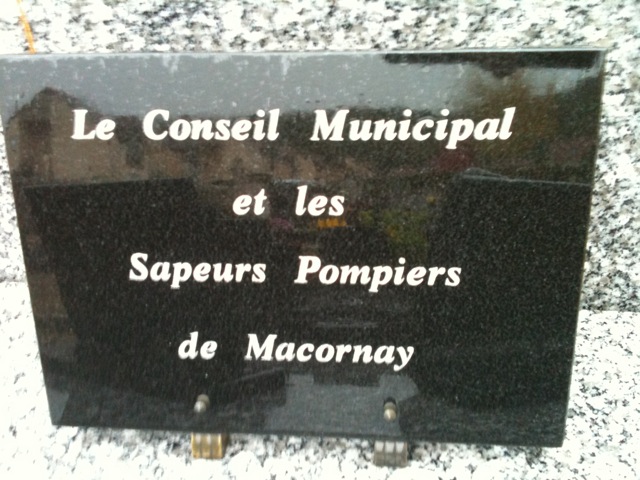 Le Conseil Municipal
et les
Sapeurs Pompiers
de Macornay